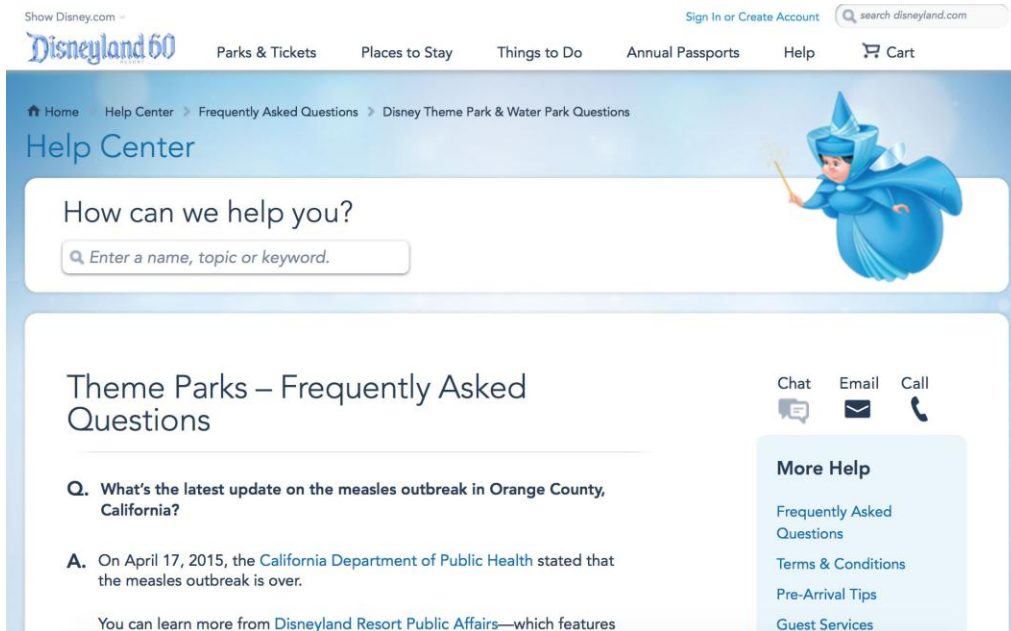 Show Disney.com
Sign In or Create Account
search disneyland.com
Disneyland 60
RESORT
Parks & Tickets
Places to Stay
Things to Do
Annual Passports
Help
Cart
Home
Help Center
Frequently Asked Questions
Disney Theme Park & Water Park Questions
Help Center
How can we help you?
Enter a name, topic or keyword.
Theme Parks – Frequently Asked
Questions
Chat
Email
Call
Q. What's the latest update on the measles outbreak in Orange County,
California?
A. On April 17, 2015, the California Department of Public Health stated that
the measles outbreak is over.
You can learn more from Disneyland Resort Public Affairs—which features
More Help
Frequently Asked
Questions
Terms & Conditions
Pre-Arrival Tips
Guest Services